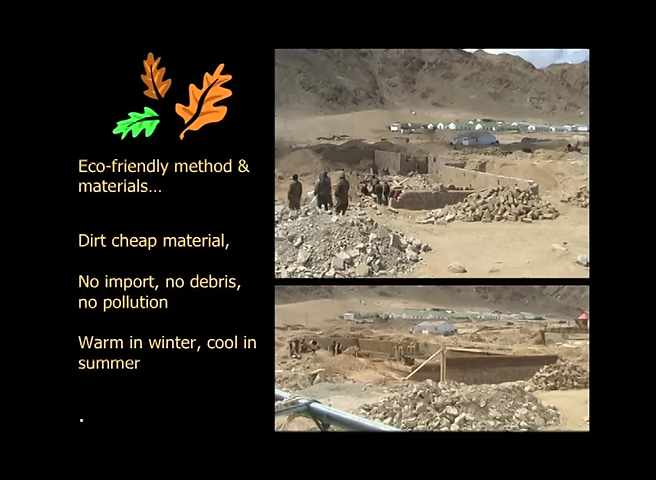 Eco-friendly method &
materials...
Dirt cheap material,
No import, no debris,
no pollution
Warm in winter, cool in
summer
.